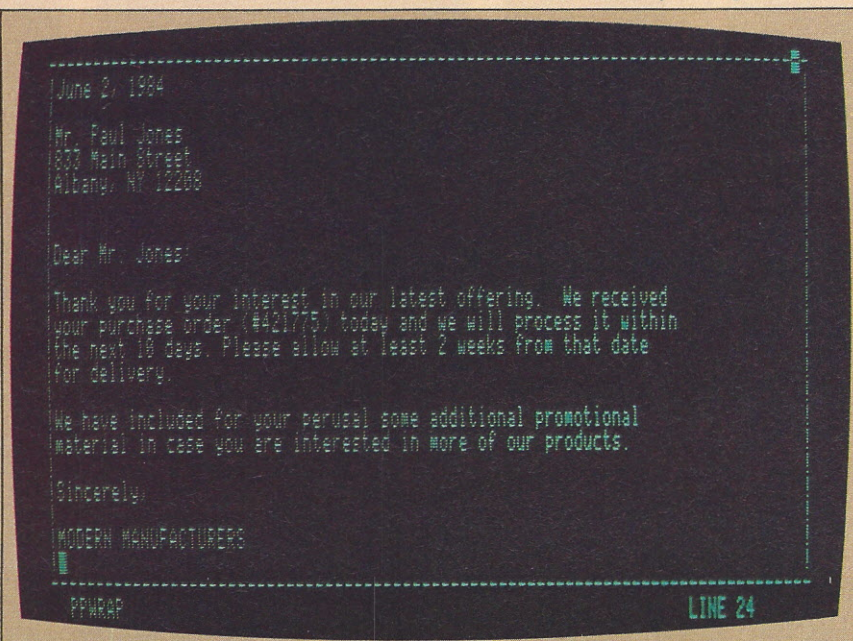 June 2, 1984
Mr. Paul Jones
833 Main Street
Albany, NY 12208
Dear Mr. Jones:
Thank you for your interest in our latest offering.  We received
your purchase order (#421775) today and we will process it within
the next 10 days. Please allow at least 2 weeks from that date
for delivery.
We have included for your perusal some additional promotional
material in case you are interested in more of our products.
Sincerely,
MODERN MANUFACTURERS
PPWRAP LINE 24